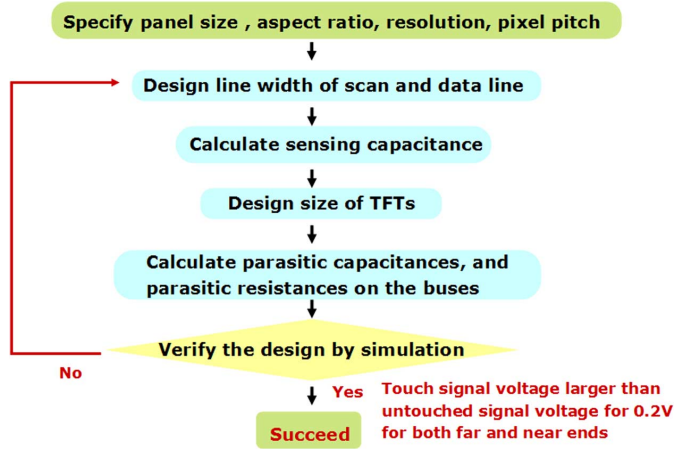 Specify panel size , aspect ratio, resolution, pixel pitch
Design line width of scan and data line
Calculate sensing capacitance
Design size of TFTs
Calculate parasitic capacitances, and
parasitic resistances on the buses
Verify the design by simulation
No
Yes
Touch signal voltage larger than
untouched signal voltage for 0.2V
for both far and near ends
Succeed